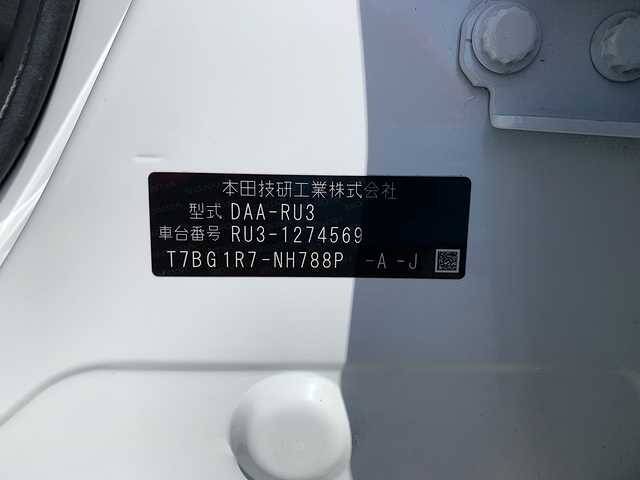 本田技研工業株式会社
型式 DAA-RU3
車台番号 RU3-1274569
T7BG1R7-NH788P -A -J